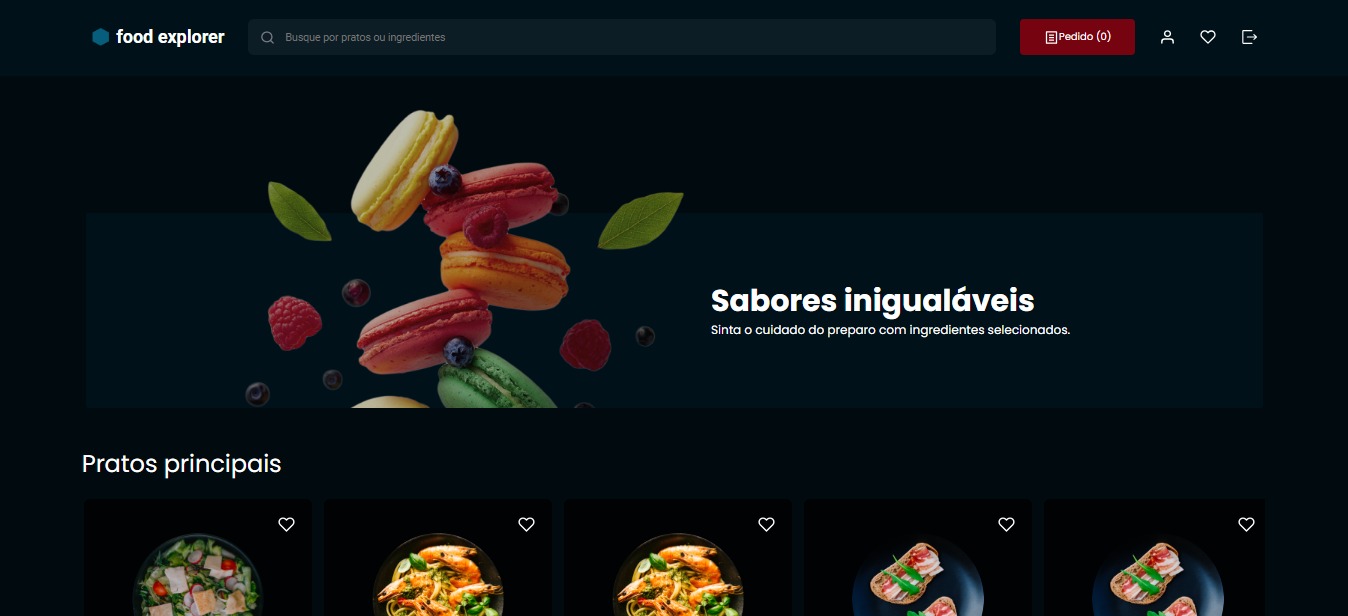 food explorer
Busque por pratos ou ingredientes
Pedido (0)
Sabores inigualáveis
Sinta o cuidado do preparo com ingredientes selecionados.
Pratos principais